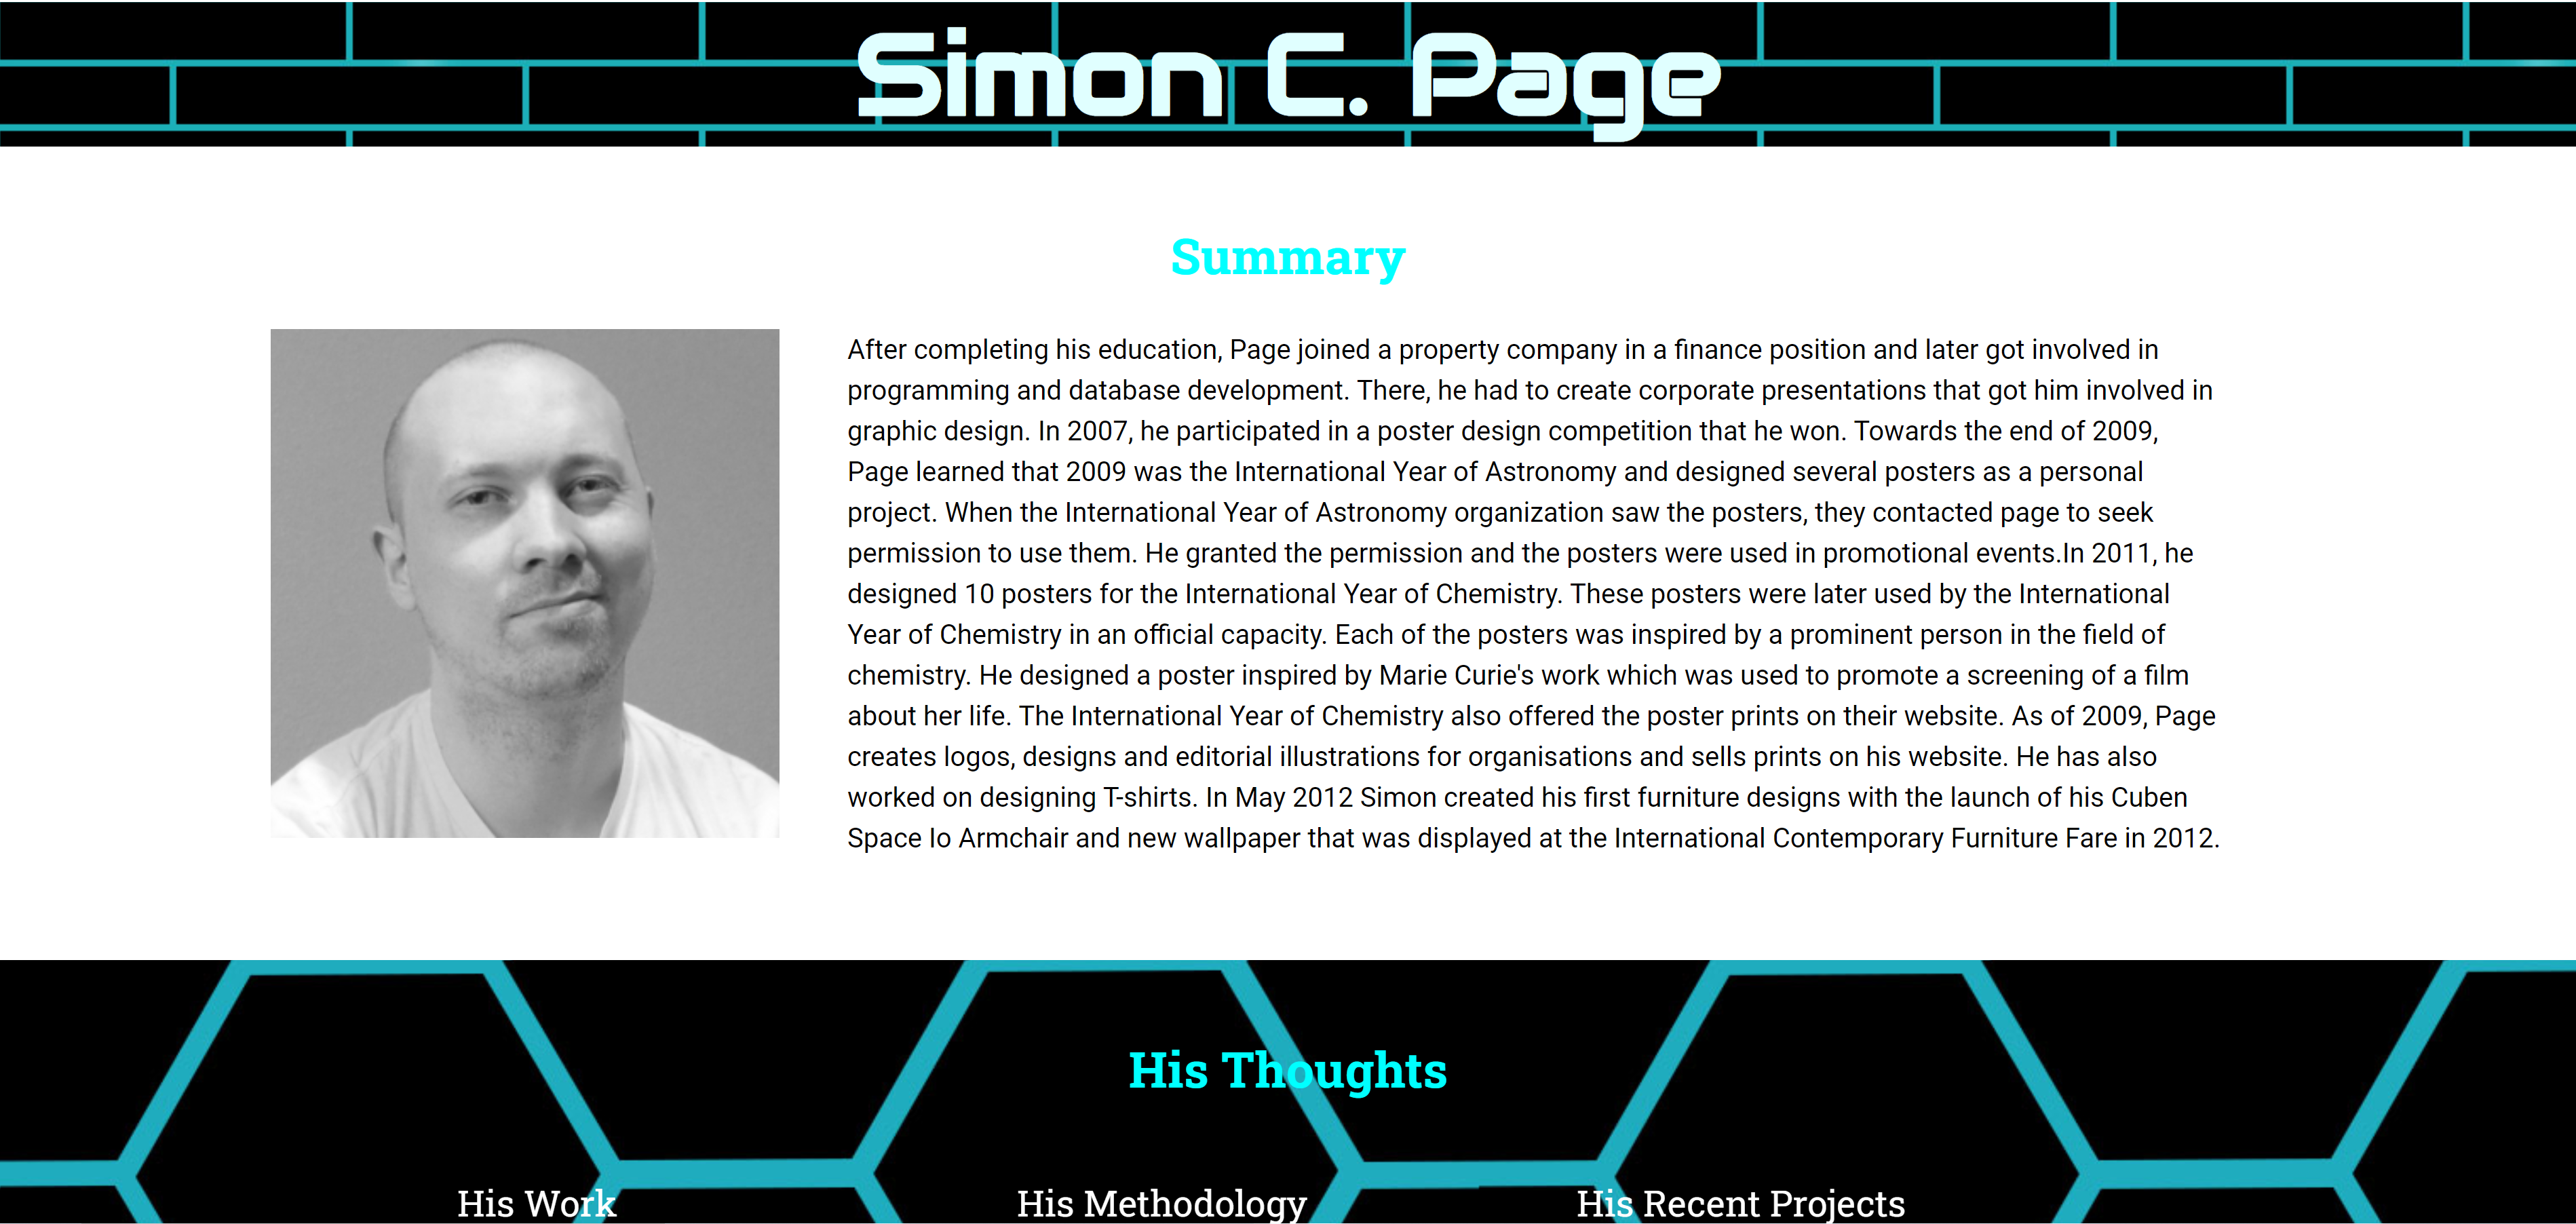 Simon C. Page
Summary
After completing his education, Page joined a property company in a finance position and later got involved in
programming and database development. There, he had to create corporate presentations that got him involved in
graphic design. In 2007, he participated in a poster design competition that he won. Towards the end of 2009,
Page learned that 2009 was the International Year of Astronomy and designed several posters as a personal
project. When the International Year of Astronomy organization saw the posters, they contacted page to seek
permission to use them. He granted the permission and the posters were used in promotional events.In 2011, he
designed 10 posters for the International Year of Chemistry. These posters were later used by the International
Year of Chemistry in an official capacity. Each of the posters was inspired by a prominent person in the field of
chemistry. He designed a poster inspired by Marie Curie's work which was used to promote a screening of a film
about her life. The International Year of Chemistry also offered the poster prints on their website. As of 2009, Page
creates logos, designs and editorial illustrations for organisations and sells prints on his website. He has also
worked on designing T-shirts. In May 2012 Simon created his first furniture designs with the launch of his Cuben
Space Io Armchair and new wallpaper that was displayed at the International Contemporary Furniture Fare in 2012.
His Thoughts
His Work
His Methodology
His Recent Projects